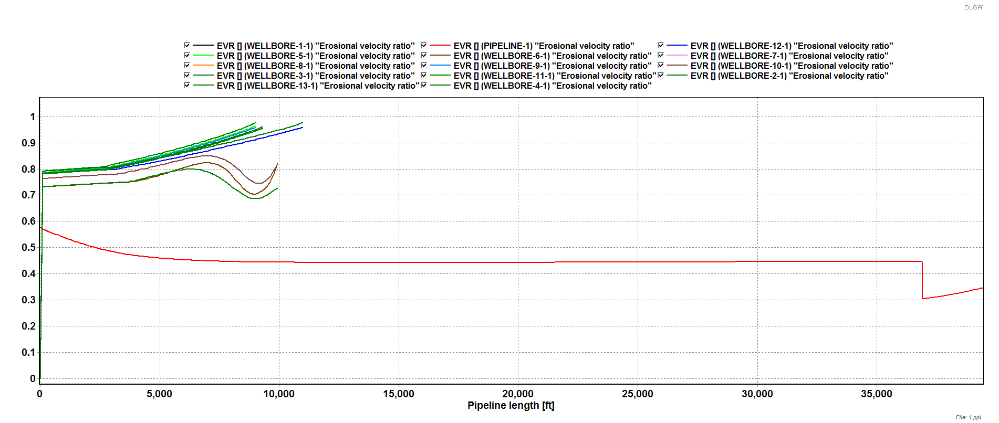 OLGA
EVR [] (WELLBORE-1-1) "Erosional velocity ratio" EVR [] (PIPELINE-1) "Erosional velocity ratio" EVR [] (WELLBORE-12-1) "Erosional velocity ratio"
EVR [] (WELLBORE-5-1) "Erosional velocity ratio" EVR [] (WELLBORE-6-1) "Erosional velocity ratio" EVR [] (WELLBORE-7-1) "Erosional velocity ratio"
EVR [] (WELLBORE-8-1) "Erosional velocity ratio" EVR [] (WELLBORE-9-1) "Erosional velocity ratio" EVR [] (WELLBORE-10-1) "Erosional velocity ratio"
EVR [] (WELLBORE-3-1) "Erosional velocity ratio" EVR [] (WELLBORE-11-1) "Erosional velocity ratio" EVR [] (WELLBORE-2-1) "Erosional velocity ratio"
EVR [] (WELLBORE-13-1) "Erosional velocity ratio" EVR [] (WELLBORE-4-1) "Erosional velocity ratio"
1
0.9
0.8
0.7
0.6
0.5
0.4
0.3
0.2
0.1
0
0 5,000 10,000 15,000 20,000 25,000 30,000 35,000
Pipeline length [ft]
File: 1.ppl